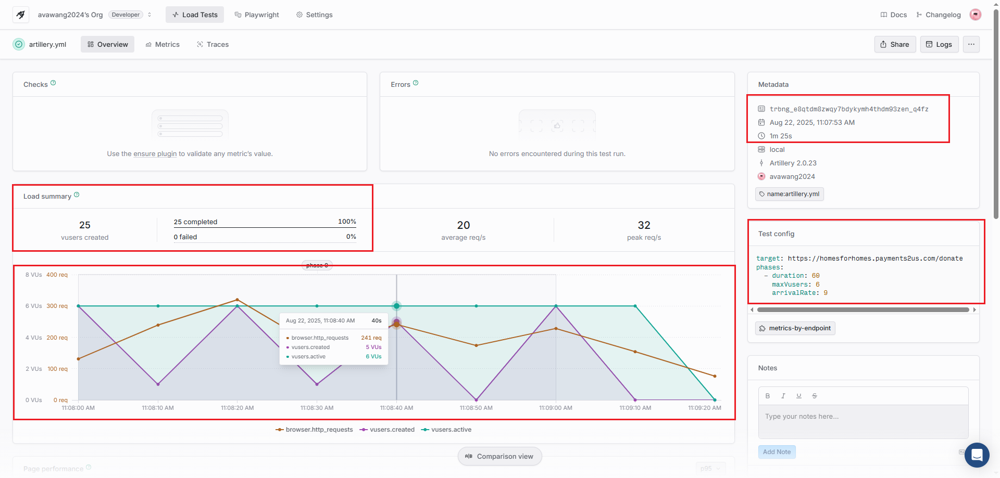 avawang2024's Org Developer Load Tests Playwright Settings Docs Changelog
artillery.yml Overview Metrics Traces Share Logs
Checks
Use the ensure plugin to validate any metric's value.
Errors
No errors encountered during this test run.
Metadata
trbng_e8qtdm8zwqy7bdykymh4thdm93zen_q4fz
Aug 22, 2025, 11:07:53 AM
1m 25s
local
Artillery 2.0.23
avawang2024
name:artillery.yml
Load summary
25
vusers created
25 completed 100%
0 failed 0%
20
average req/s
32
peak req/s
phase 0
8 VUs 400 req
6 VUs 300 req
4 VUs 200 req
2 VUs 100 req
0 VUs 0 req
Aug 22, 2025, 11:08:40 AM 40s
browser.http_requests 241 req
vusers.created 5 VUs
vusers.active 6 VUs
11:08:00 AM 11:08:10 AM 11:08:20 AM 11:08:30 AM 11:08:40 AM 11:08:50 AM 11:09:00 AM 11:09:10 AM 11:09:20 AM
browser.http_requests vusers.created vusers.active
Test config
target: https://homesforhomes.payments2us.com/donate
phases:
- duration: 60
maxVusers: 6
arrivalRate: 9
metrics-by-endpoint
Notes
B I U S
Type your notes here...
Add Note
A|B Comparison view
Page performance p95